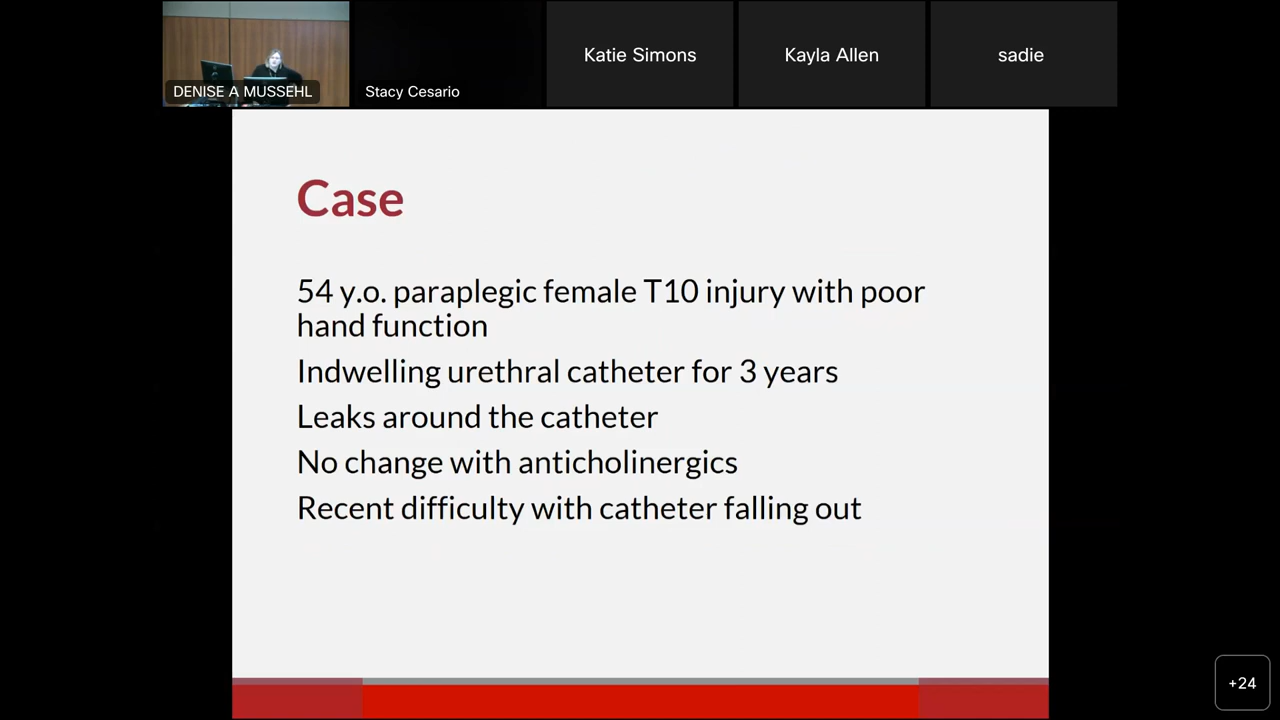 DENISE A MUSSEHL
Stacy Cesario
Katie Simons
Kayla Allen
sadie
Case
54 y.o. paraplegic female T10 injury with poor
hand function
Indwelling urethral catheter for 3 years
Leaks around the catheter
No change with anticholinergics
Recent difficulty with catheter falling out
+24